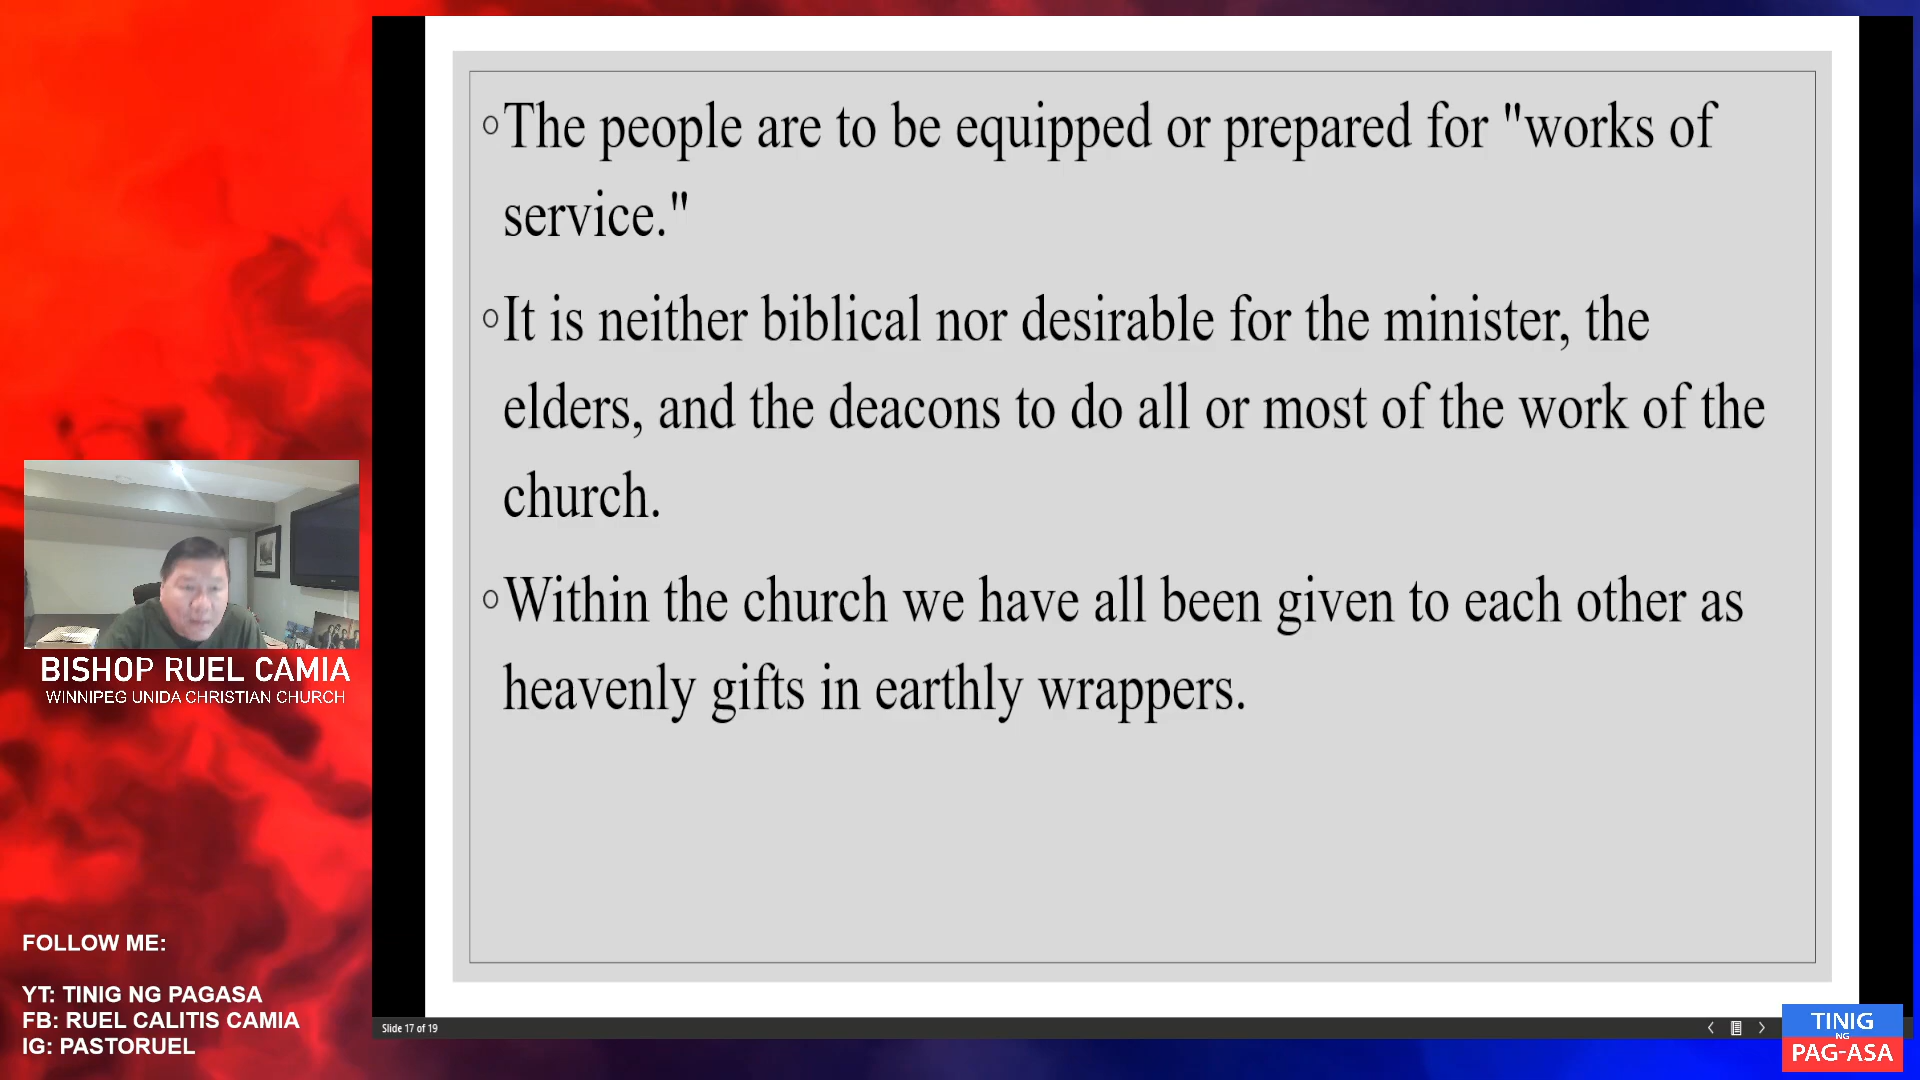 ◦The people are to be equipped or prepared for "works of
service."
◦It is neither biblical nor desirable for the minister, the
elders, and the deacons to do all or most of the work of the
church.
◦Within the church we have all been given to each other as
heavenly gifts in earthly wrappers.
BISHOP RUEL CAMIA
WINNIPEG UNIDA CHRISTIAN CHURCH
FOLLOW ME:
YT: TINIG NG PAGASA
FB: RUEL CALITIS CAMIA
IG: PASTORUEL
Slide 17 of 19
TINIG
NG
PAG-ASA